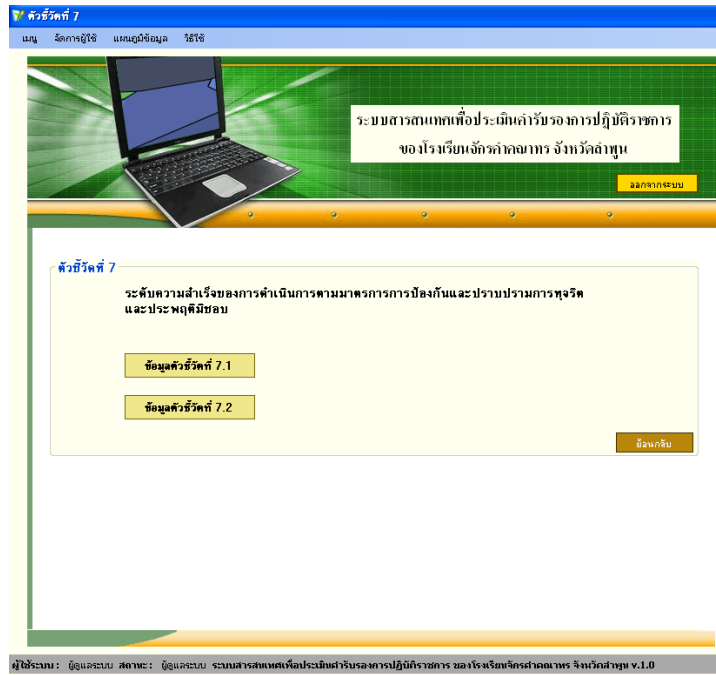 ตัวชี้วัดที่ 7
เมนู จัดการผู้ใช้ แผนภูมิข้อมูล วิธีใช้
ระบบสารสนเทศเพื่อประเมินคำรับรองการปฏิบัติราชการ
ของโรงเรียนจักรคำคณาทร จังหวัดลำพูน
ออกจากระบบ
ตัวชี้วัดที่ 7
ระดับความสำเร็จของการดำเนินการตามมาตรการการป้องกันและปราบปรามการทุจริต
และประพฤติมิชอบ
ข้อมูลตัวชี้วัดที่ 7.1
ข้อมูลตัวชี้วัดที่ 7.2
ย้อนกลับ
ผู้ใช้ระบบ : ผู้ดูแลระบบ สถานะ : ผู้ดูแลระบบ ระบบสารสนเทศเพื่อประเมินคำรับรองการปฏิบัติราชการ ของโรงเรียนจักรคำคณาทร จังหวัดลำพูน v.1.0